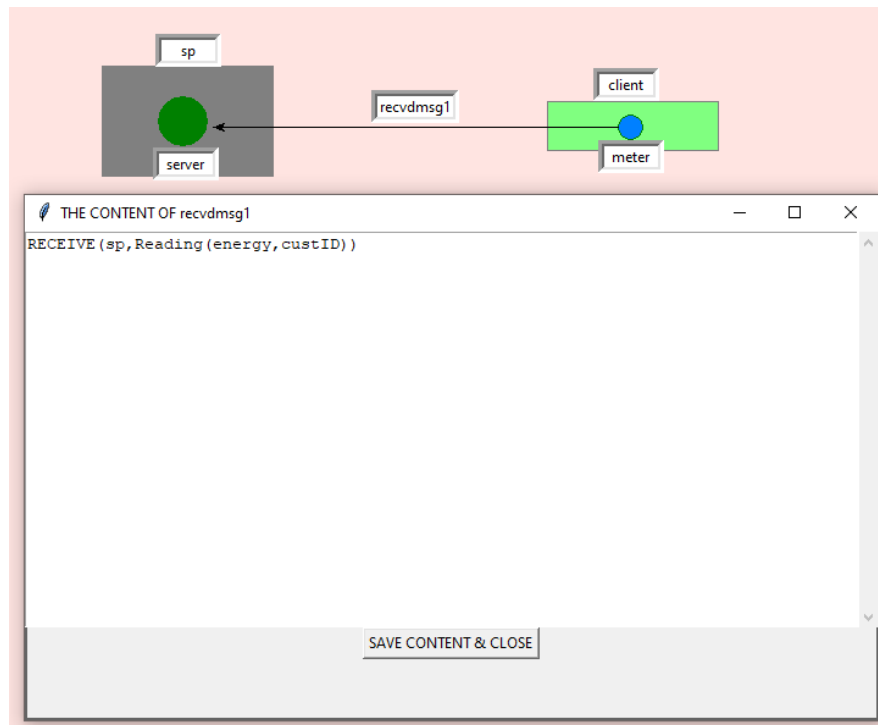 sp
client
recvdmsg1
server
meter
THE CONTENT OF recvdmsg1
RECEIVE(sp,Reading(energy,custID))
SAVE CONTENT & CLOSE